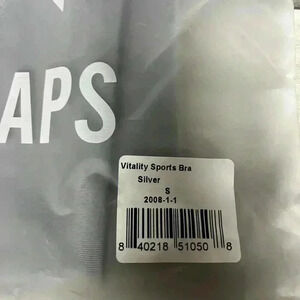 APS
Vitality Sports Bra
Silver
S
2008-1-1
8 40218 51050 8